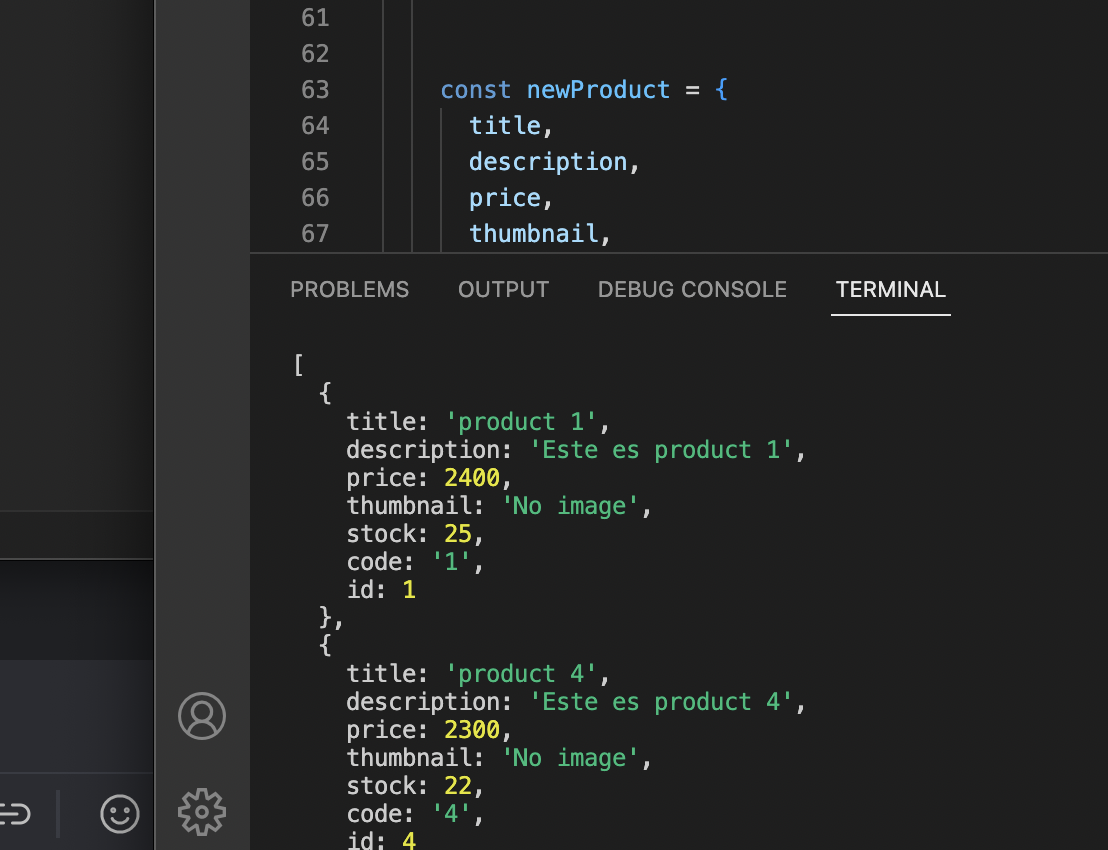 61
62
63 const newProduct = {
64 title,
65 description,
66 price,
67 thumbnail,
PROBLEMS OUTPUT DEBUG CONSOLE TERMINAL
[
{
title: 'product 1',
description: 'Este es product 1',
price: 2400,
thumbnail: 'No image',
stock: 25,
code: '1',
id: 1
},
{
title: 'product 4',
description: 'Este es product 4',
price: 2300,
thumbnail: 'No image',
stock: 22,
code: '4',
id: 4